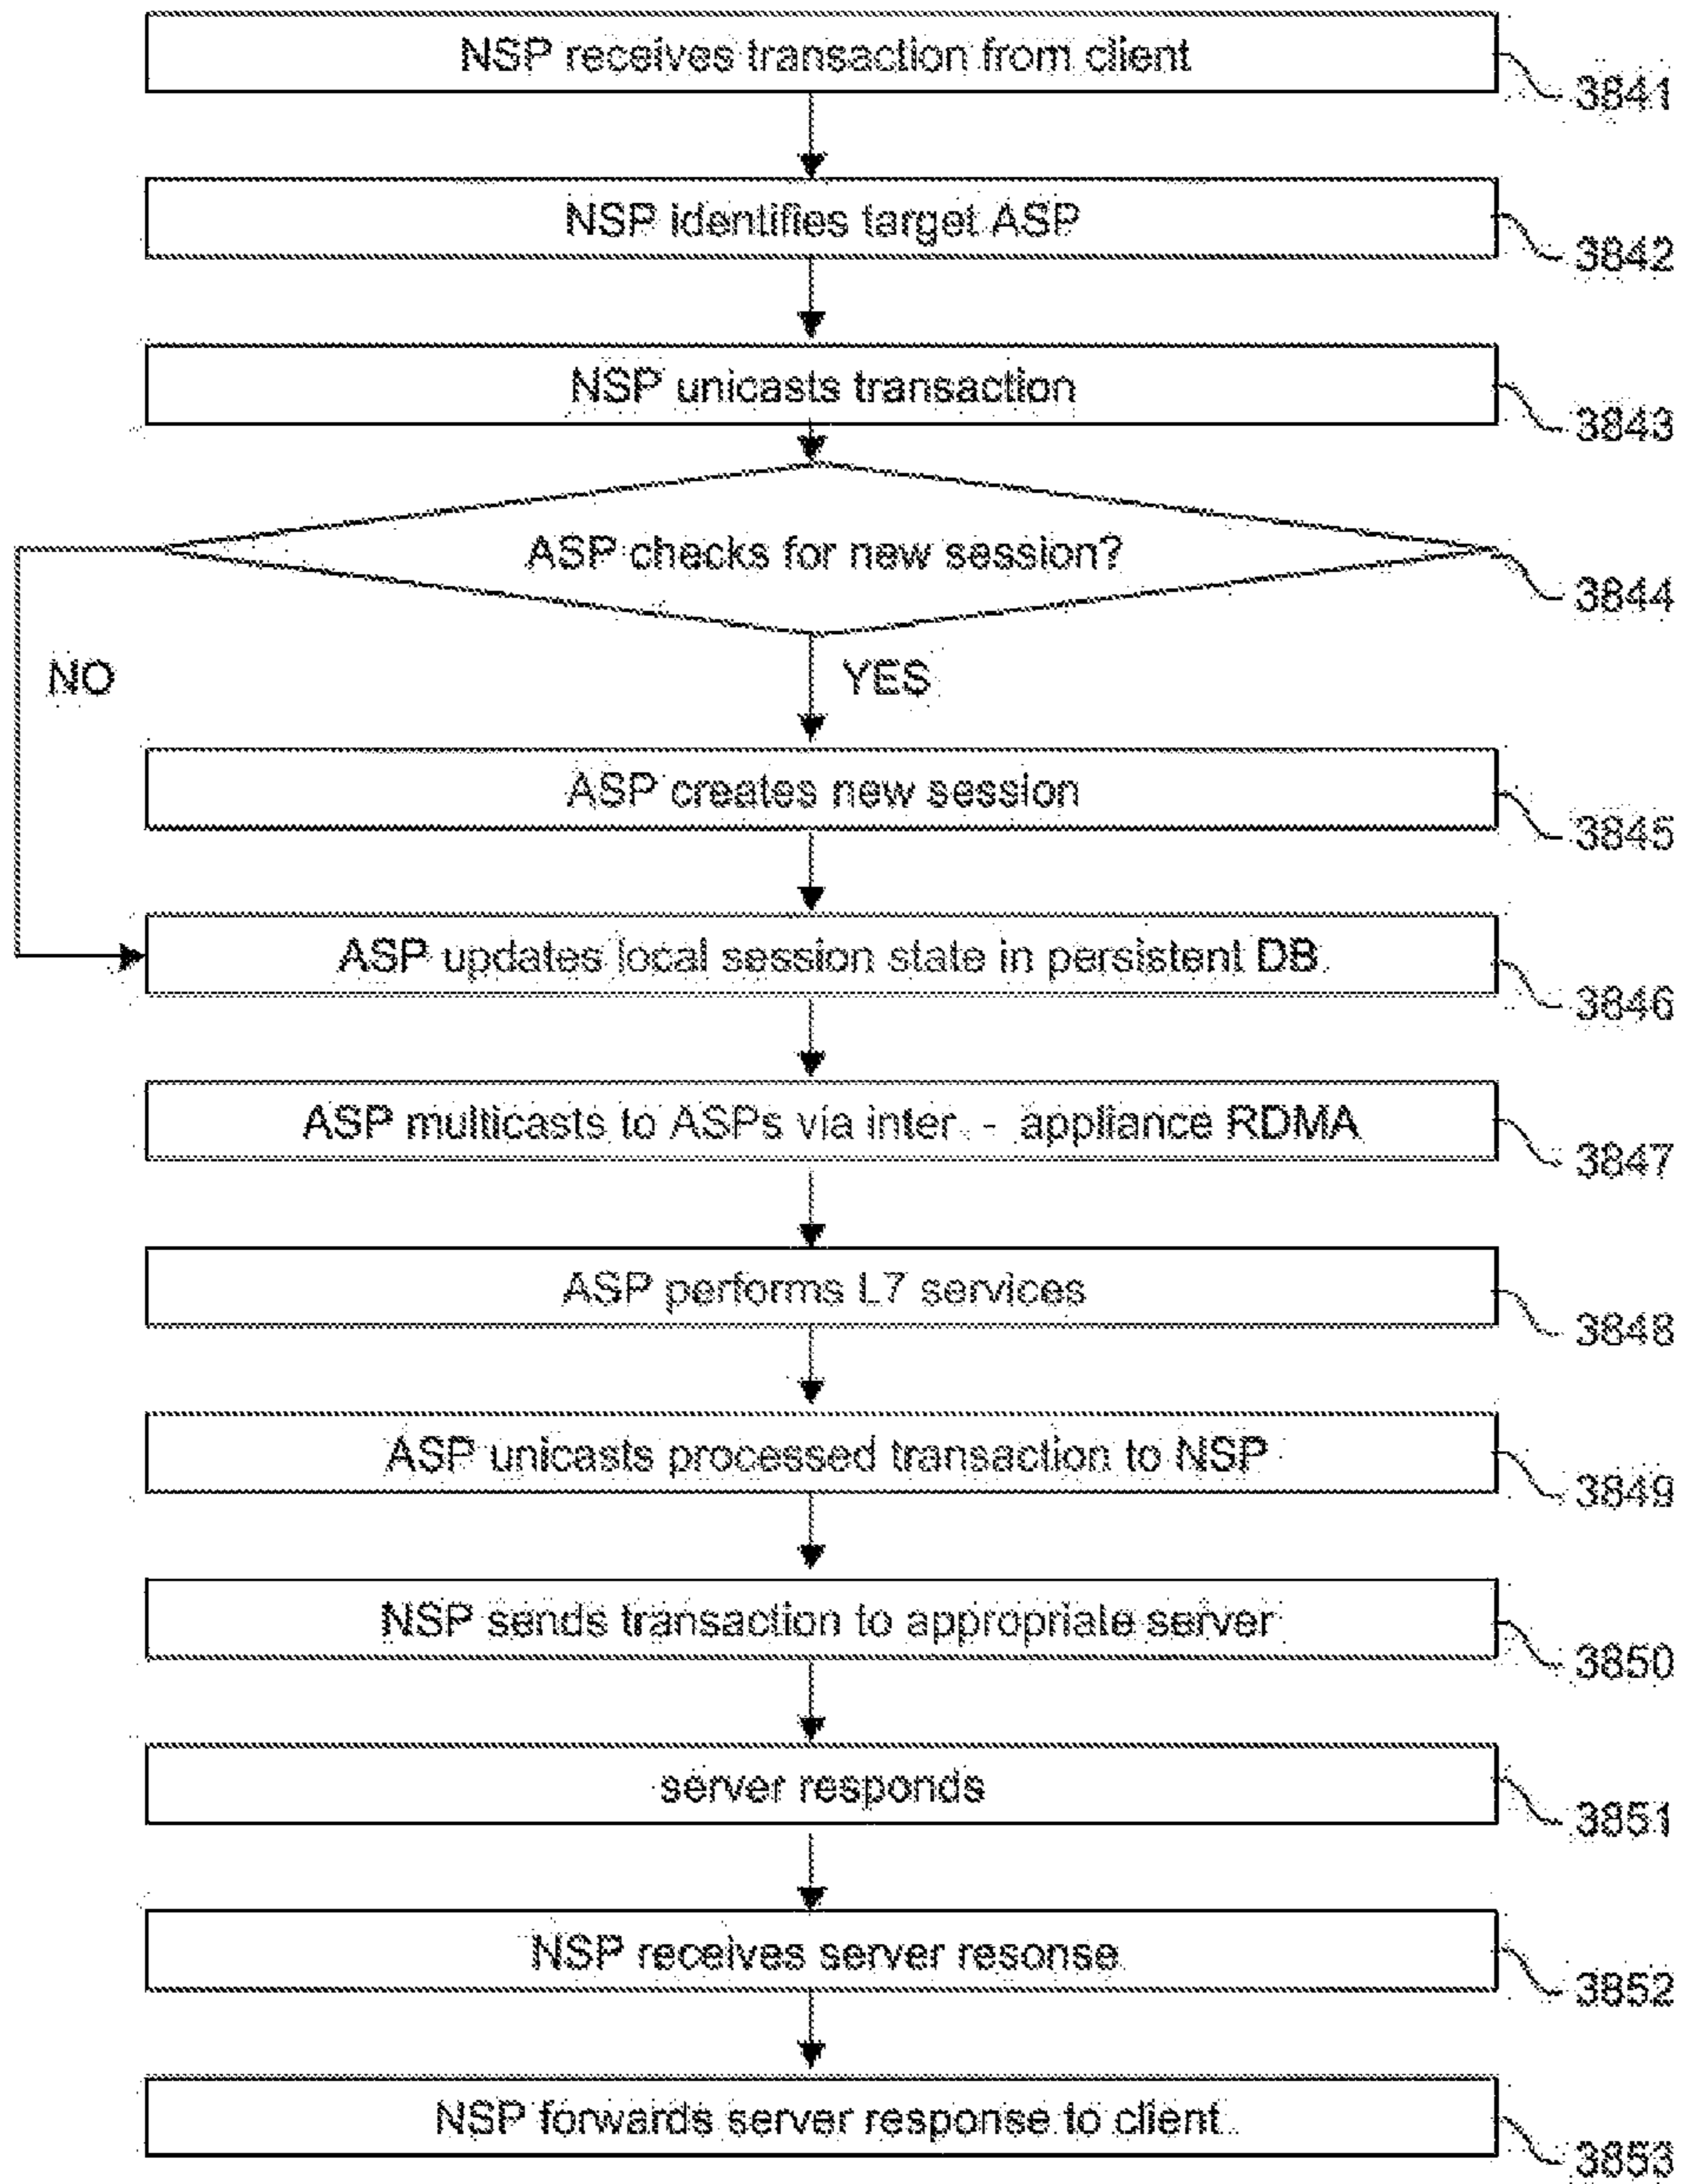 NSP receives transaction from client
3841
NSP identifies target ASP
3842
NSP unicasts transaction
3843
ASP checks for new session?
3844
NO
YES
ASP creates new session
3845
ASP updates local session state in persistent DB
3846
ASP multicasts to ASPs via inter - appliance RDMA
3847
ASP performs L7 services
3848
ASP unicasts processed transaction to NSP
3849
NSP sends transaction to appropriate server
3850
server responds
3851
NSP receives server resonse
3852
NSP forwards server response to client
3853